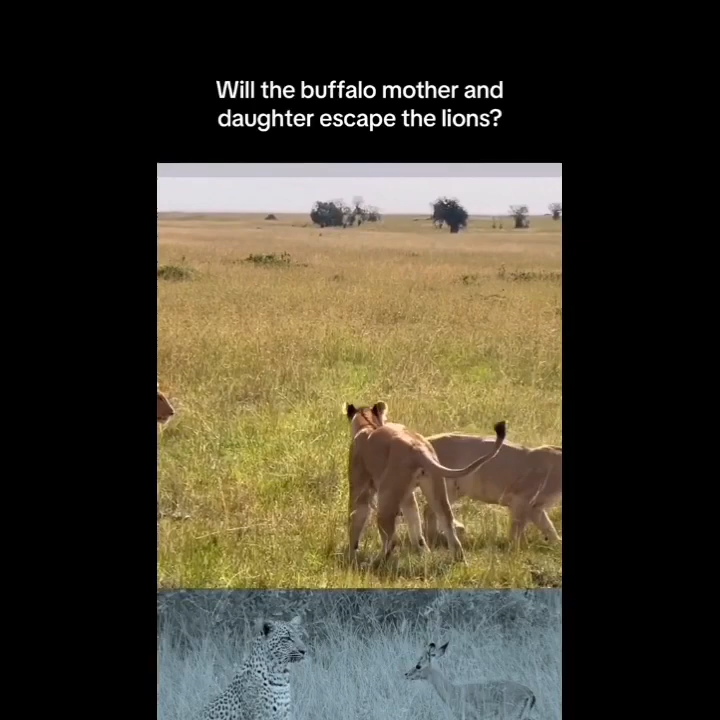 Will the buffalo mother and
daughter escape the lions?